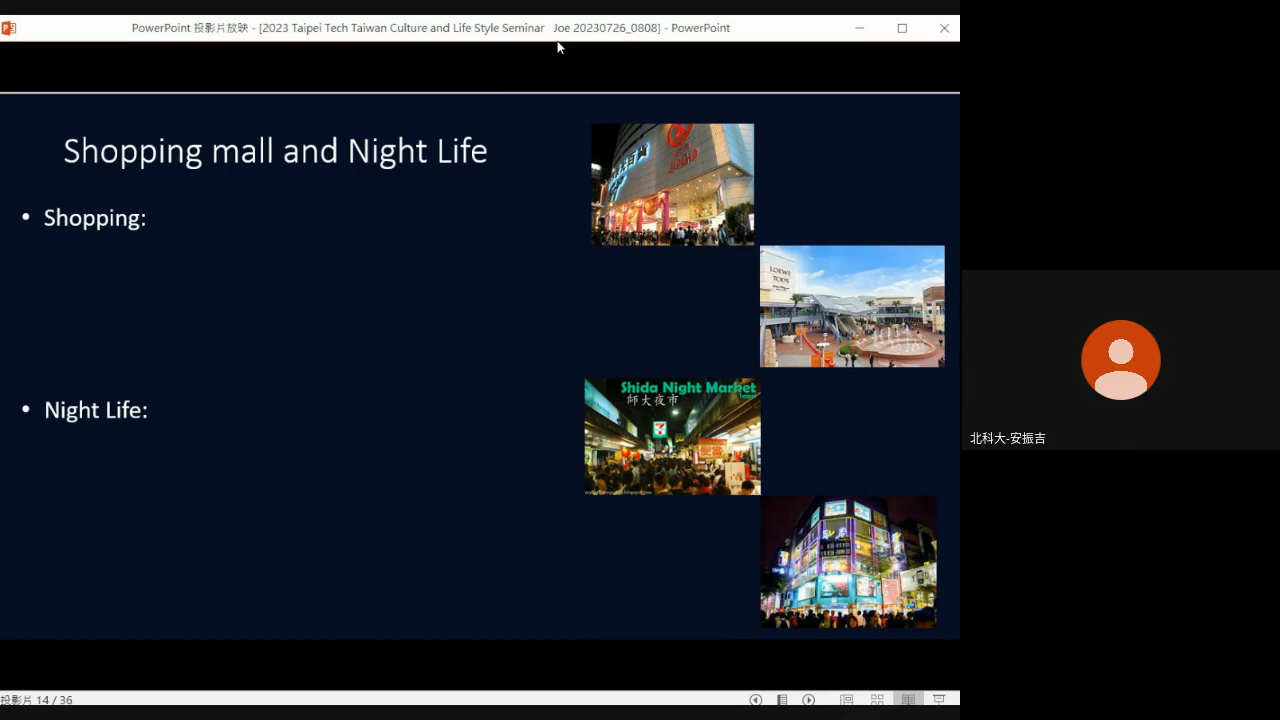 PowerPoint 投影片放映 - [2023 Taipei Tech Taiwan Culture and Life Style Seminar   Joe 20230726_0808] - PowerPoint
Shopping mall and Night Life
• Shopping:
LOEWE
TOD'S
• Night Life:
Shida Night Market
Taipei
師大夜市
北科大-安振吉
投影片 14 / 36